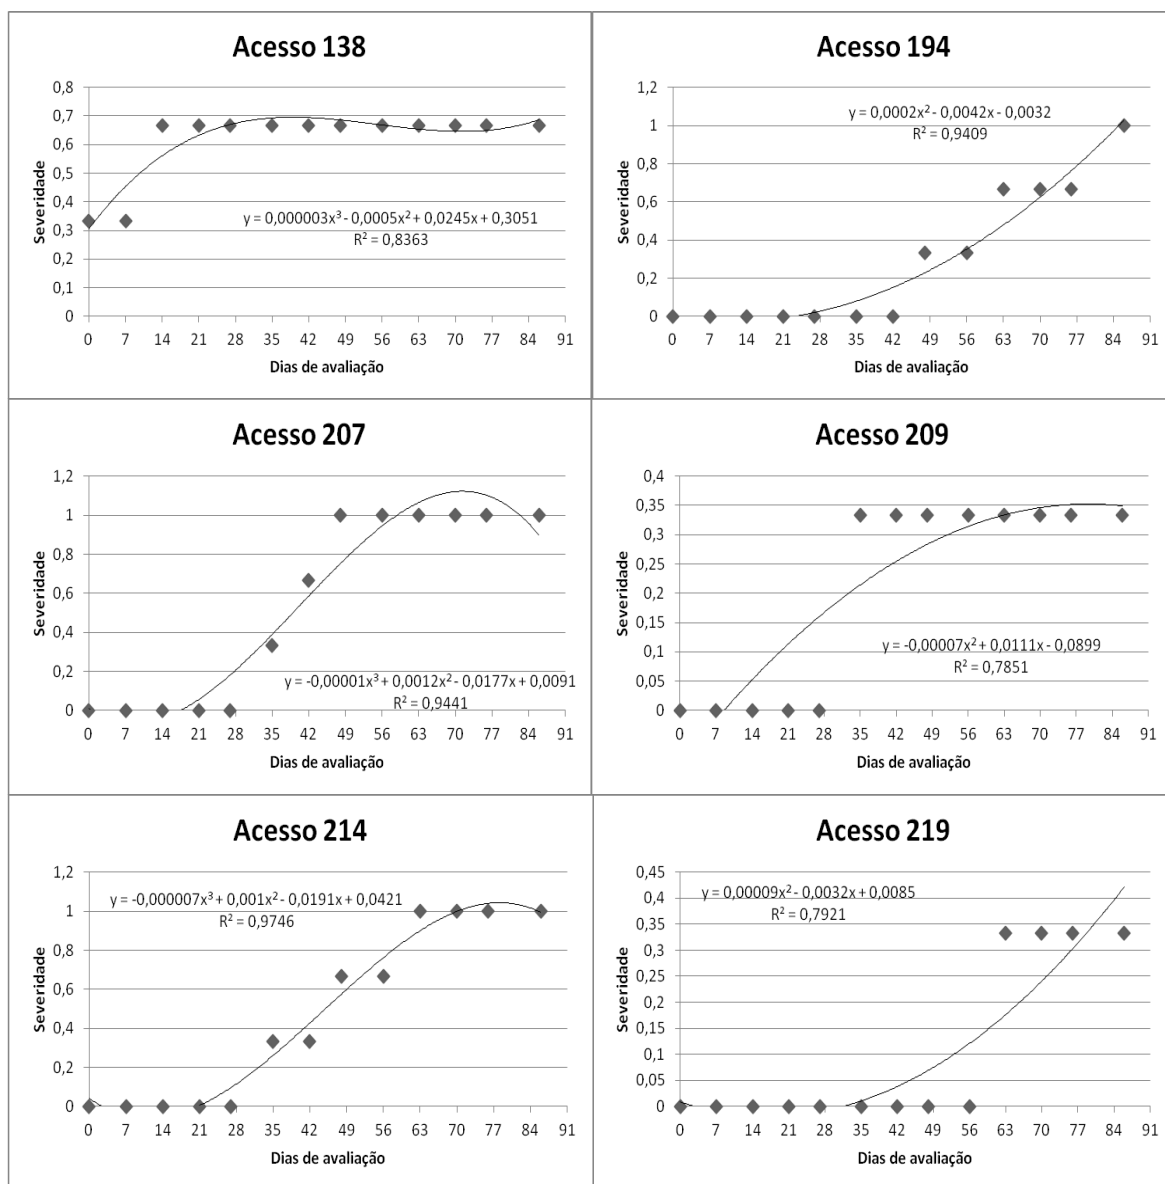 Acesso 138
0,8
0,7
0,6
0,5
0,4
0,3
0,2
0,1
0
Severidade
y = 0,000003x³ - 0,0005x² + 0,0245x + 0,3051
R² = 0,8363
0 7 14 21 28 35 42 49 56 63 70 77 84 91
Dias de avaliação
Acesso 194
1,2
1
0,8
0,6
0,4
0,2
0
Severidade
y = 0,0002x² - 0,0042x - 0,0032
R² = 0,9409
0 7 14 21 28 35 42 49 56 63 70 77 84 91
Dias de avaliação
Acesso 207
1,2
1
0,8
0,6
0,4
0,2
0
Severidade
y = -0,00001x³ + 0,0012x² - 0,0177x + 0,0091
R² = 0,9441
0 7 14 21 28 35 42 49 56 63 70 77 84 91
Dias de avaliação
Acesso 209
0,4
0,35
0,3
0,25
0,2
0,15
0,1
0,05
0
Severidade
y = -0,00007x² + 0,0111x - 0,0899
R² = 0,7851
0 7 14 21 28 35 42 49 56 63 70 77 84 91
Dias de avaliação
Acesso 214
1,2
1
0,8
0,6
0,4
0,2
0
Severidade
y = -0,000007x³ + 0,001x² - 0,0191x + 0,0421
R² = 0,9746
0 7 14 21 28 35 42 49 56 63 70 77 84 91
Dias de avaliação
Acesso 219
0,45
0,4
0,35
0,3
0,25
0,2
0,15
0,1
0,05
0
Severidade
y = 0,00009x² - 0,0032x + 0,0085
R² = 0,7921
0 7 14 21 28 35 42 49 56 63 70 77 84 91
Dias de avaliação